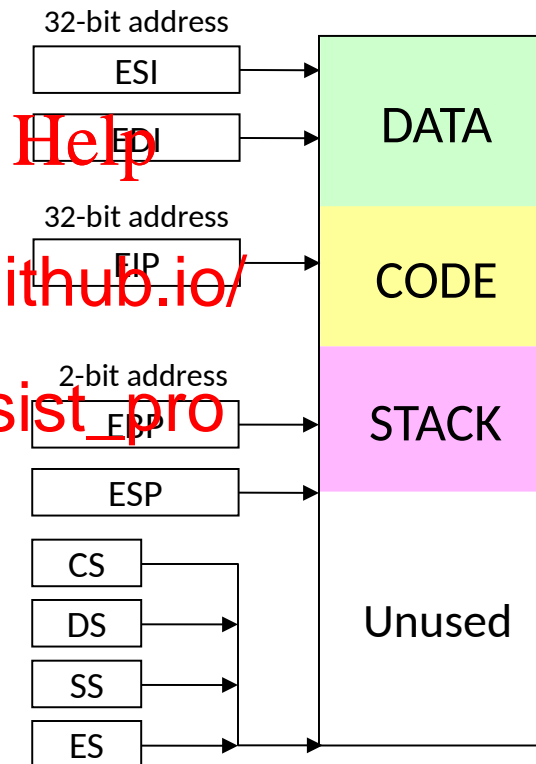 32-bit address
ESI
DATA
EDI
Help
32-bit address
EIP
ithub.io/
CODE
2-bit address
EBP
sist_pro
STACK
ESP
CS
DS
Unused
SS
ES